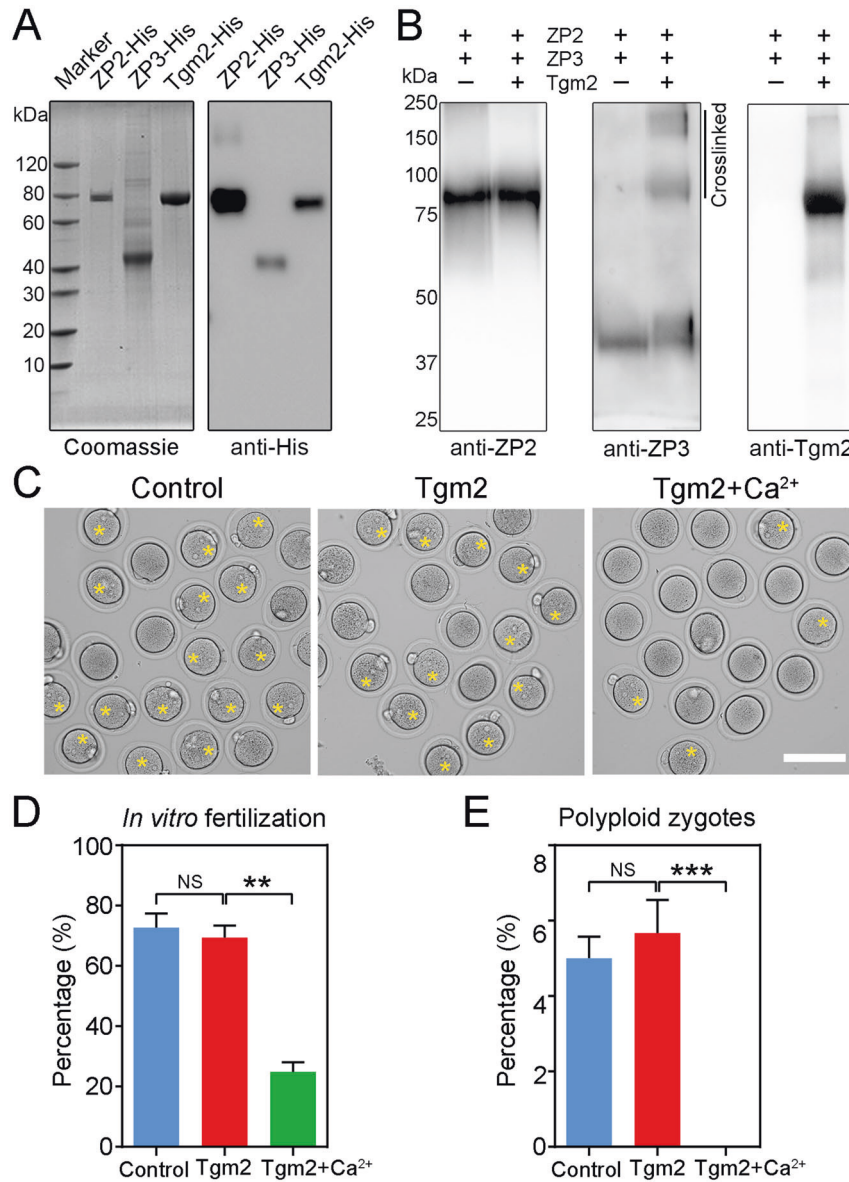 A
Marker
ZP2-His
ZP3-His
Tgm2-His
ZP2-His
ZP3-His
Tgm2-His
kDa
120
80
60
40
30
20
10
Coomassie
anti-His
B
+ + + + + + ZP2
+ + + + + + ZP3
− + − + Tgm2 − +
kDa
250
150
100
75
50
37
25
Crosslinked
anti-ZP2
anti-ZP3
anti-Tgm2
C
Control
Tgm2
Tgm2+Ca²⁺
D
In vitro fertilization
Percentage (%)
100
80
60
40
20
0
NS
**
Control
Tgm2
Tgm2+Ca²⁺
E
Polyploid zygotes
Percentage (%)
8
6
4
2
0
NS
***
Control
Tgm2
Tgm2+Ca²⁺